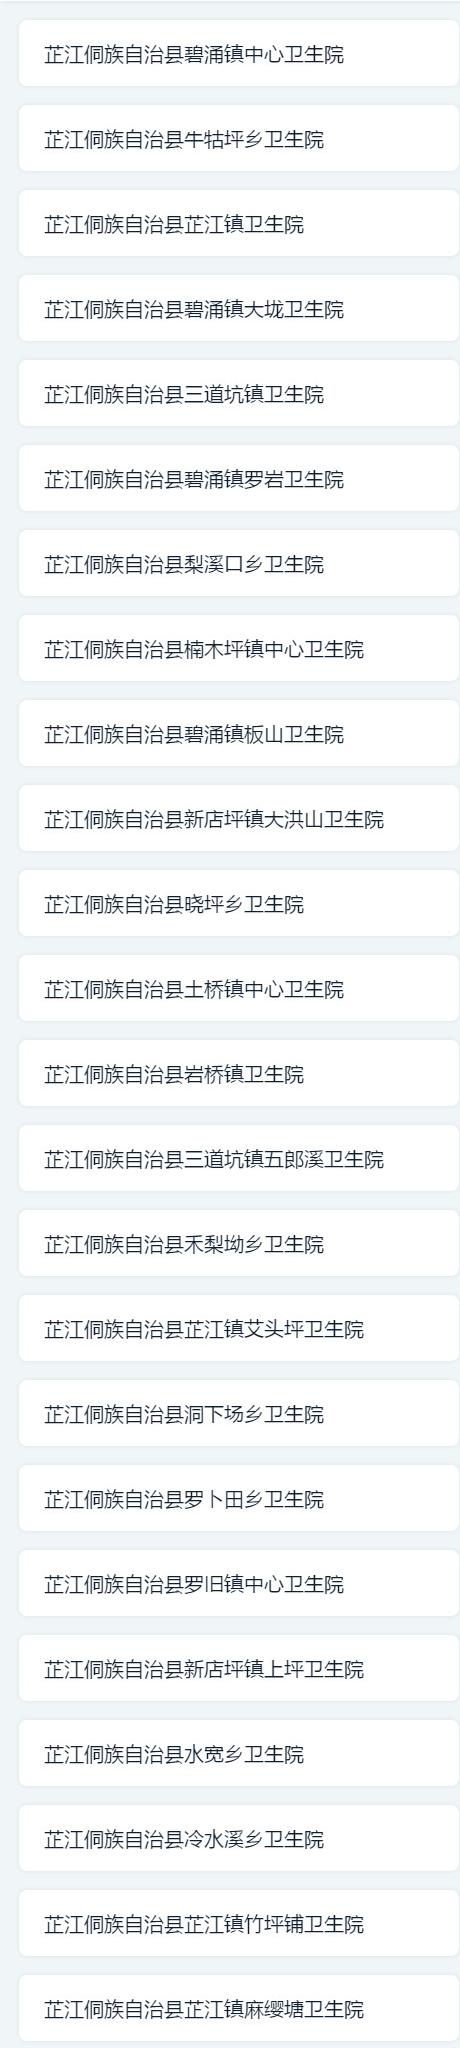 芷江侗族自治县碧涌镇中心卫生院
芷江侗族自治县牛牯坪乡卫生院
芷江侗族自治县芷江镇卫生院
芷江侗族自治县碧涌镇大垅卫生院
芷江侗族自治县三道坑镇卫生院
芷江侗族自治县碧涌镇罗岩卫生院
芷江侗族自治县梨溪口乡卫生院
芷江侗族自治县楠木坪镇中心卫生院
芷江侗族自治县碧涌镇板山卫生院
芷江侗族自治县新店坪镇大洪山卫生院
芷江侗族自治县晓坪乡卫生院
芷江侗族自治县土桥镇中心卫生院
芷江侗族自治县岩桥镇卫生院
芷江侗族自治县三道坑镇五郎溪卫生院
芷江侗族自治县禾梨坳乡卫生院
芷江侗族自治县芷江镇艾头坪卫生院
芷江侗族自治县洞下场乡卫生院
芷江侗族自治县罗卜田乡卫生院
芷江侗族自治县罗旧镇中心卫生院
芷江侗族自治县新店坪镇上坪卫生院
芷江侗族自治县水宽乡卫生院
芷江侗族自治县冷水溪乡卫生院
芷江侗族自治县芷江镇竹坪铺卫生院
芷江侗族自治县芷江镇麻缨塘卫生院